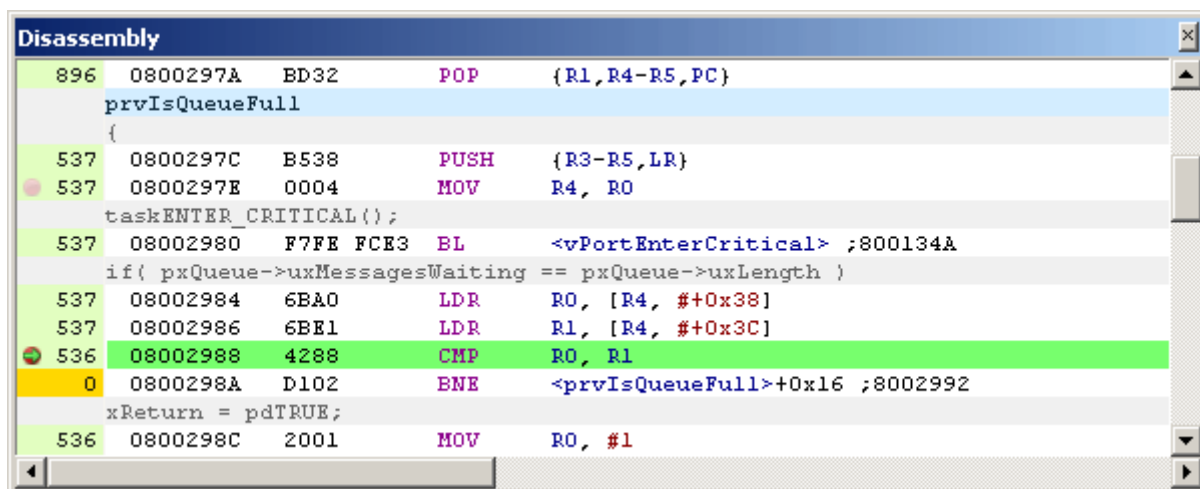 Disassembly
896 0800297A BD32 POP {R1,R4-R5,PC}
prvIsQueueFull
{
537 0800297C B538 PUSH {R3-R5,LR}
537 0800297E 0004 MOV R4, R0
taskENTER_CRITICAL();
537 08002980 F7FE FCE3 BL <vPortEnterCritical> ;800134A
if( pxQueue->uxMessagesWaiting == pxQueue->uxLength )
537 08002984 6BA0 LDR R0, [R4, #+0x38]
537 08002986 6BE1 LDR R1, [R4, #+0x3C]
536 08002988 4288 CMP R0, R1
0 0800298A D102 BNE <prvIsQueueFull>+0x16 ;8002992
xReturn = pdTRUE;
536 0800298C 2001 MOV R0, #1